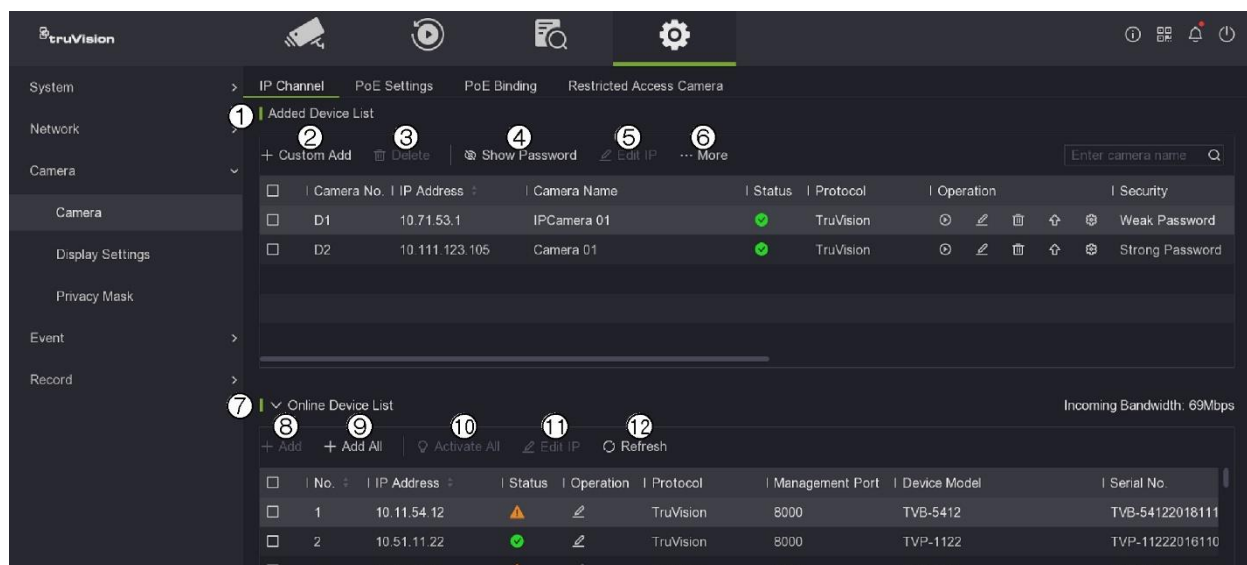 truVision
System
Network
Camera
Camera
Display Settings
Privacy Mask
Event
Record
IP Channel PoE Settings PoE Binding Restricted Access Camera
1 Added Device List
2 3 4 5 6
+ Custom Add Delete Show Password Edit IP ... More Enter camera name
Camera No. IP Address Camera Name Status Protocol Operation Security
D1 10.71.53.1 IPCamera 01 TruVision Weak Password
D2 10.111.123.105 Camera 01 TruVision Strong Password
7 Online Device List Incoming Bandwidth: 69Mbps
8 9 10 11 12
+ Add + Add All Activate All Edit IP Refresh
No. IP Address Status Operation Protocol Management Port Device Model Serial No.
1 10.11.54.12 TruVision 8000 TVB-5412 TVB-54122018111
2 10.51.11.22 TruVision 8000 TVP-1122 TVP-11222016110